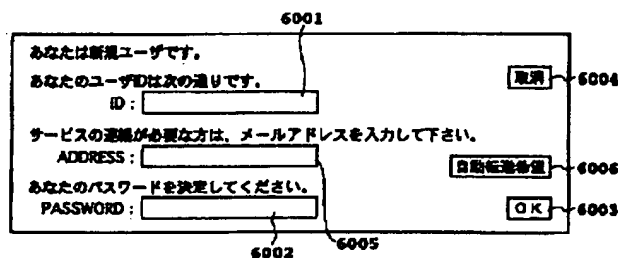 6001
あなたは新規ユーザです。
あなたのユーザIDは次の通りです。
取消 6004
ID：
サービスの連絡が必要な方は、メールアドレスを入力して下さい。
ADDRESS：
自動転送希望 6006
あなたのパスワードを決定してください。
PASSWORD：
OK 6003
6002 6005